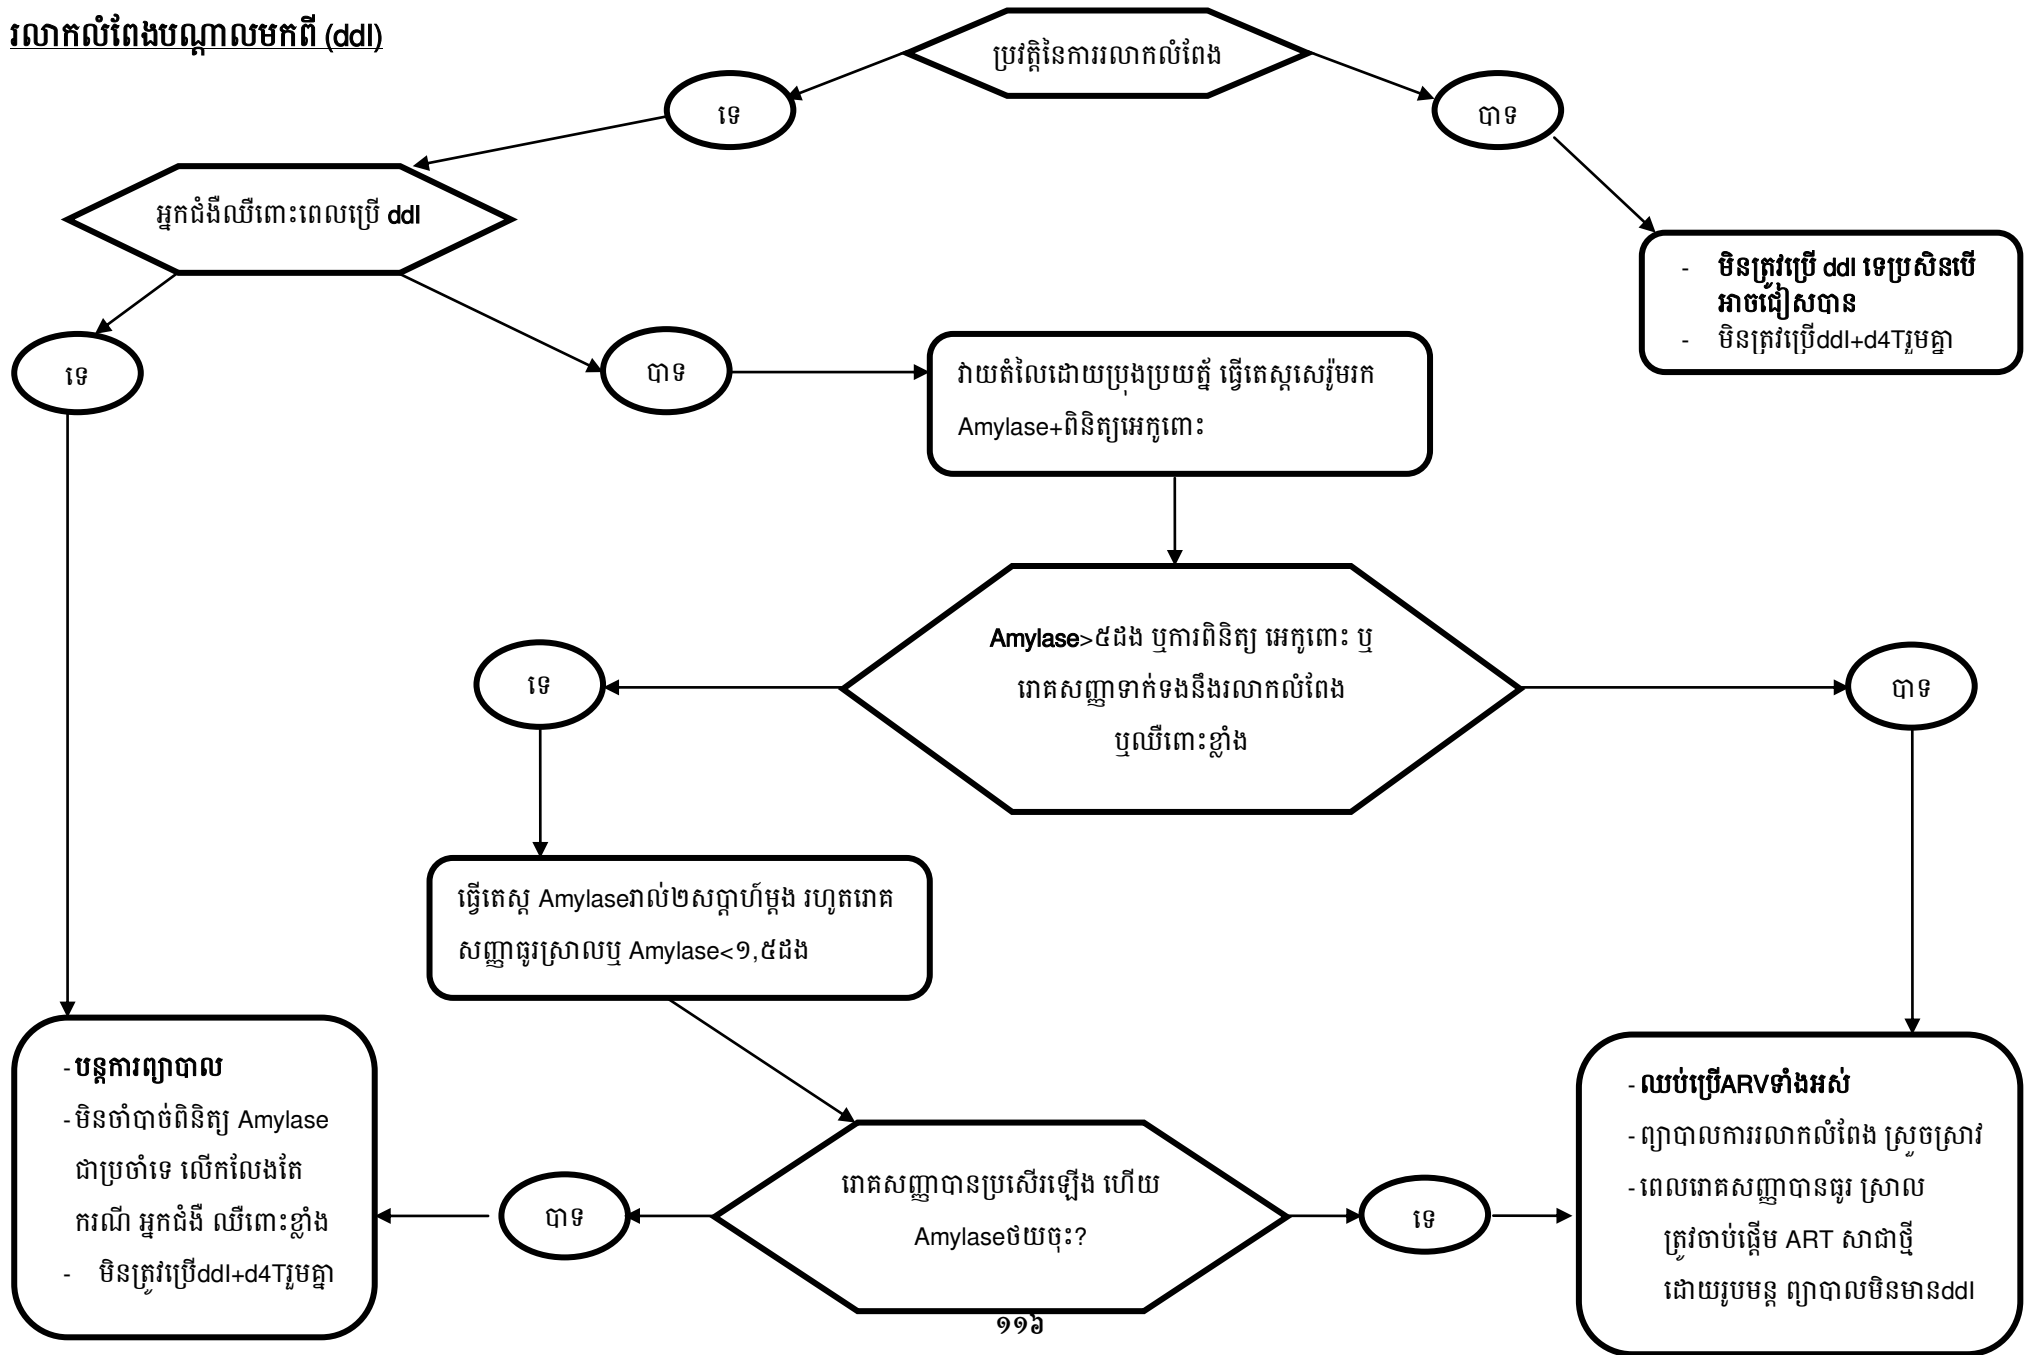 រលាកលំពែងបណ្តាលមកពី (ddI)
ប្រវត្តិនៃការរលាកលំពែង
ទេ
បាទ
អ្នកជំងឺឈឺពោះពេលប្រើ ddI
- មិនត្រូវប្រើ ddI ទេប្រសិនបើ
អាចជៀសបាន
- មិនត្រូវប្រើddI+d4Tរួមគ្នា
ទេ
បាទ
វាយតំលៃដោយប្រុងប្រយត្ន័ ធ្វើតេស្តសេរ៉ូមរក
Amylase+ពិនិត្យអេកូពោះ
Amylase>៥ដង ឬការពិនិត្យ អេកូពោះ ឬ
រោគសញ្ញាទាក់ទងនឹងរលាកលំពែង
ឬឈឺពោះខ្លាំង
ទេ
បាទ
ធ្វើតេស្ត Amylaseរាល់២សប្តាហ៍ម្តង រហូតរោគ
សញ្ញាធូរស្រាលឬ Amylase<១,៥ដង
- បន្តការព្យាបាល
- មិនចាំបាច់ពិនិត្យ Amylase
ជាប្រចាំទេ លើកលែងតែ
ករណី អ្នកជំងឺ ឈឺពោះខ្លាំង
- មិនត្រូវប្រើddI+d4Tរួមគ្នា
បាទ
រោគសញ្ញាបានប្រសើរឡើង ហើយ
Amylaseថយចុះ?
ទេ
- ឈប់ប្រើARVទាំងអស់
- ព្យាបាលការរលាកលំពែង ស្រួចស្រាវ
- ពេលរោគសញ្ញាបានធូរ ស្រាល
ត្រូវចាប់ផ្តើម ART សាជាថ្មី
ដោយរូបមន្ត ព្យាបាលមិនមានddI
១១៦